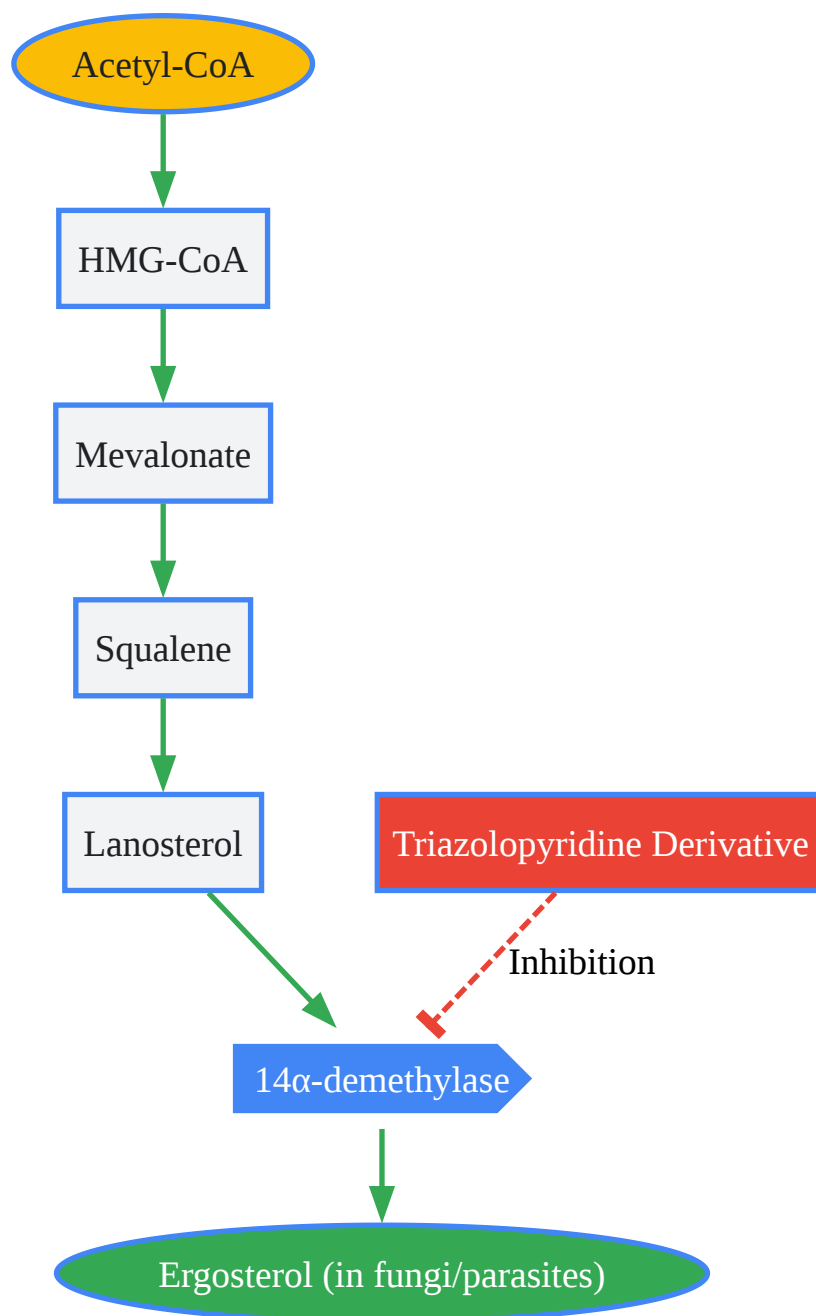 Acetyl-CoA
HMG-CoA
Mevalonate
Squalene
Lanosterol
Triazolopyridine Derivative
Inhibition
14α-demethylase
Ergosterol (in fungi/parasites)